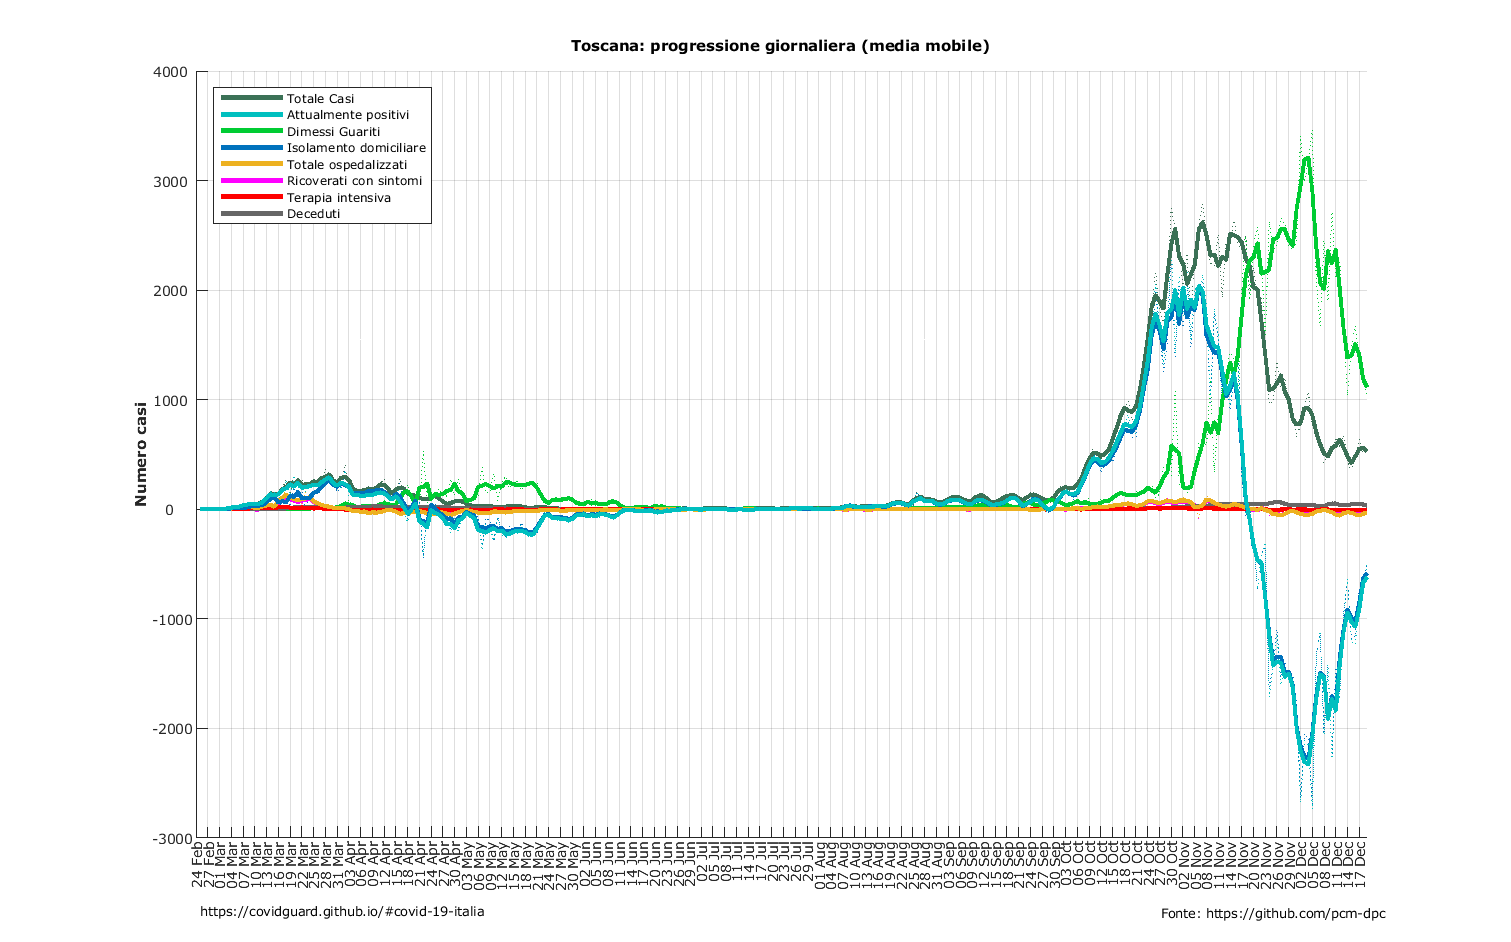 Toscana: progressione giornaliera (media mobile)
4000
3000
2000
1000
0
-1000
-2000
-3000
Numero casi
Totale Casi
Attualmente positivi
Dimessi Guariti
Isolamento domiciliare
Totale ospedalizzati
Ricoverati con sintomi
Terapia intensiva
Deceduti
24 Feb
27 Feb
01 Mar
04 Mar
07 Mar
10 Mar
13 Mar
16 Mar
19 Mar
22 Mar
25 Mar
28 Mar
31 Mar
03 Apr
06 Apr
09 Apr
12 Apr
15 Apr
18 Apr
21 Apr
24 Apr
27 Apr
30 Apr
03 May
06 May
09 May
12 May
15 May
18 May
21 May
24 May
27 May
30 May
02 Jun
05 Jun
08 Jun
11 Jun
14 Jun
17 Jun
20 Jun
23 Jun
26 Jun
29 Jun
02 Jul
05 Jul
08 Jul
11 Jul
14 Jul
17 Jul
20 Jul
23 Jul
26 Jul
29 Jul
01 Aug
04 Aug
07 Aug
10 Aug
13 Aug
16 Aug
19 Aug
22 Aug
25 Aug
28 Aug
31 Aug
03 Sep
06 Sep
09 Sep
12 Sep
15 Sep
18 Sep
21 Sep
24 Sep
27 Sep
30 Sep
03 Oct
06 Oct
09 Oct
12 Oct
15 Oct
18 Oct
21 Oct
24 Oct
27 Oct
30 Oct
02 Nov
05 Nov
08 Nov
11 Nov
14 Nov
17 Nov
20 Nov
23 Nov
26 Nov
29 Nov
02 Dec
05 Dec
08 Dec
11 Dec
14 Dec
17 Dec
https://covidguard.github.io/#covid-19-italia
Fonte: https://github.com/pcm-dpc